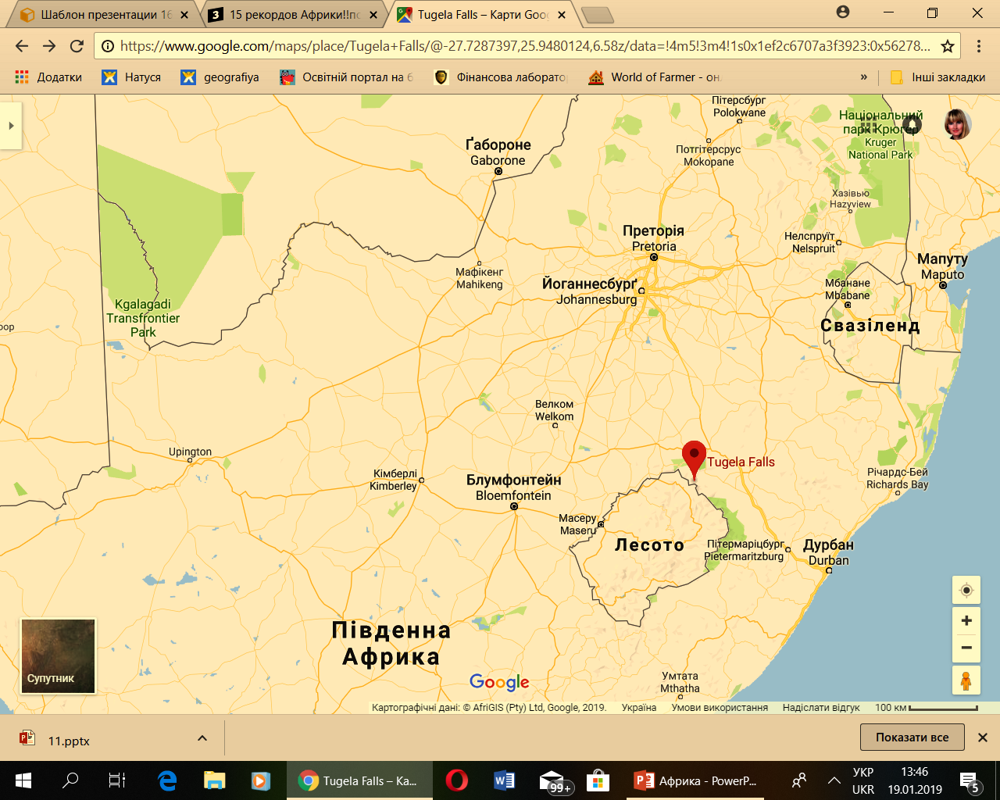 Шаблон презентации 16
15 рекордов Африки!!по
Tugela Falls – Карти Goo
https://www.google.com/maps/place/Tugela+Falls/@-27.7287397,25.9480124,6.58z/data=!4m5!3m4!1s0x1ef2c6707a3f3923:0x56278...
Додатки
Натуся
geografiya
Освітній портал на б
Фінансова лаборато
World of Farmer - он
»
Інші закладки
Пітерсбург
Polokwane
Національний
парк Крюгер
Kruger
National Park
Ґабороне
Gaborone
Потгітерсрус
Mokopane
Хазівью
Hazyview
Преторія
Pretoria
Нелспруїт
Nelspruit
Мапуту
Maputo
Мафікенг
Mahikeng
Йоганнесбурґ
Johannesburg
Мбабане
Mbabane
Kgalagadi
Transfrontier
Park
Свазіленд
Велком
Welkom
Upington
Tugela Falls
Кімберлі
Kimberley
Блумфонтейн
Bloemfontein
Річардс-Бей
Richards Bay
Масеру
Maseru
Лесото
Пітермаріцбург
Pietermaritzburg
Дурбан
Durban
Південна
Африка
Супутник
Google
Умтата
Mthatha
Картографічні дані: © AfriGIS (Pty) Ltd, Google, 2019. Україна Умови використання Надіслати відгук 100 км
11.pptx
Показати все
Tugela Falls – Ка...
99+
Африка - PowerP...
УКР
UKR
13:46
19.01.2019
5